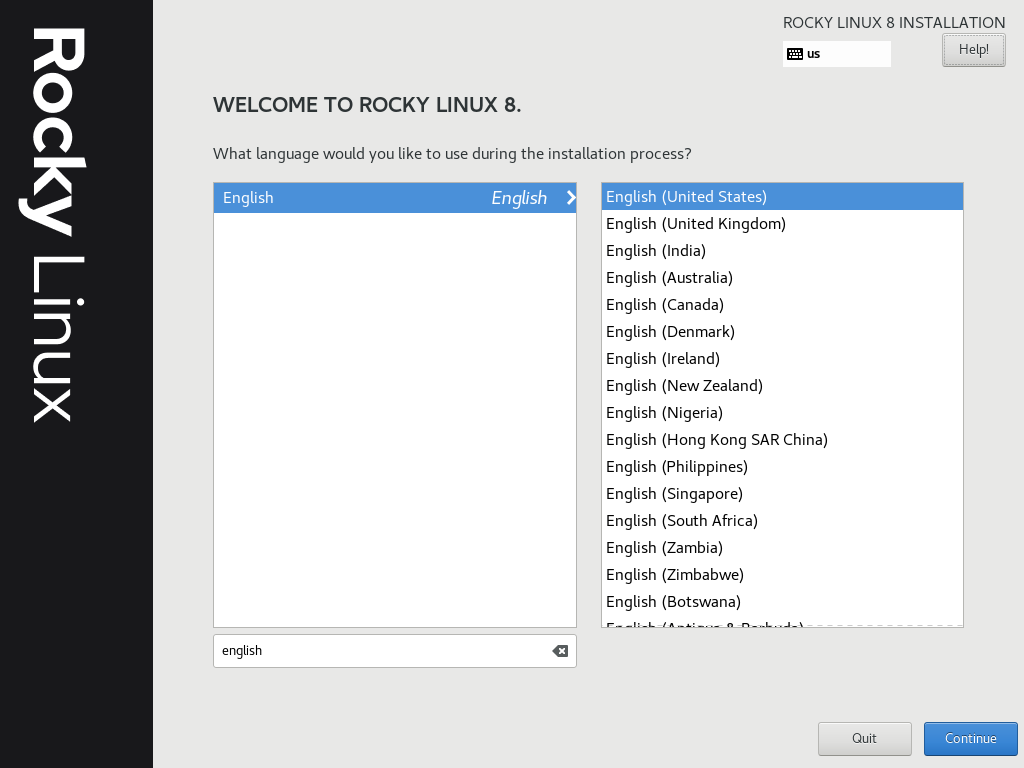 Rocky Linux
ROCKY LINUX 8 INSTALLATION
us
Help!
WELCOME TO ROCKY LINUX 8.
What language would you like to use during the installation process?
English English
English (United States)
English (United Kingdom)
English (India)
English (Australia)
English (Canada)
English (Denmark)
English (Ireland)
English (New Zealand)
English (Nigeria)
English (Hong Kong SAR China)
English (Philippines)
English (Singapore)
English (South Africa)
English (Zambia)
English (Zimbabwe)
English (Botswana)
English (Antigua & Barbuda)
english
Quit
Continue